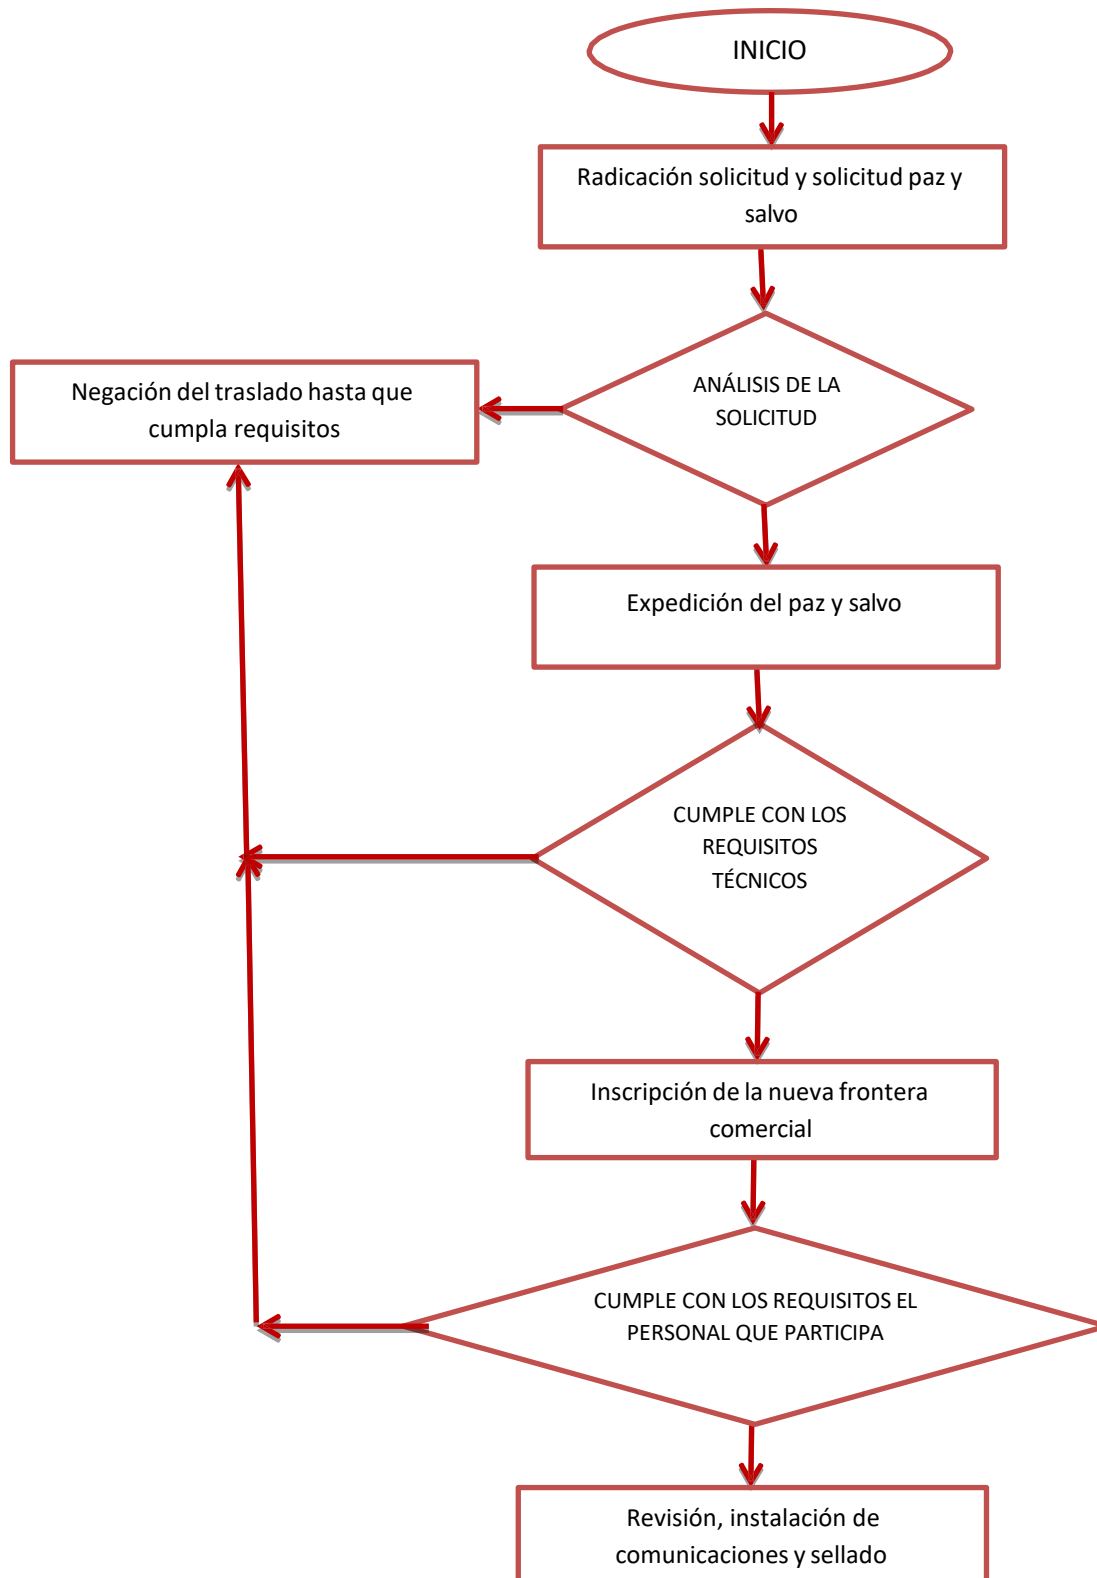 INICIO
Radicación solicitud y solicitud paz y
salvo
ANÁLISIS DE LA
SOLICITUD
Negación del traslado hasta que
cumpla requisitos
Expedición del paz y salvo
CUMPLE CON LOS
REQUISITOS
TÉCNICOS
Inscripción de la nueva frontera
comercial
CUMPLE CON LOS REQUISITOS EL
PERSONAL QUE PARTICIPA
Revisión, instalación de
comunicaciones y sellado